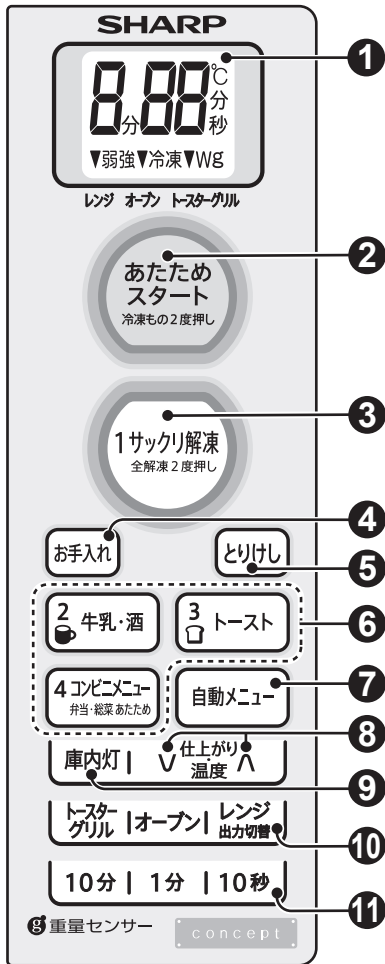 SHARP
8分88℃分秒
▼弱強▼冷凍▼Wg
レンジ オーブン トースターグリル
あたため
スタート
冷凍もの2度押し
1サックリ解凍
全解凍2度押し
お手入れ
とりけし
2 牛乳・酒
3 トースト
4 コンビニメニュー
弁当・総菜 あたため
自動メニュー
庫内灯
∨ 仕上がり ∧
温度
トースター
グリル
オーブン
レンジ
出力切替
10分 | 1分 | 10秒
g 重量センサー
concept
1
2
3
4
5
6
7
8
9
10
11